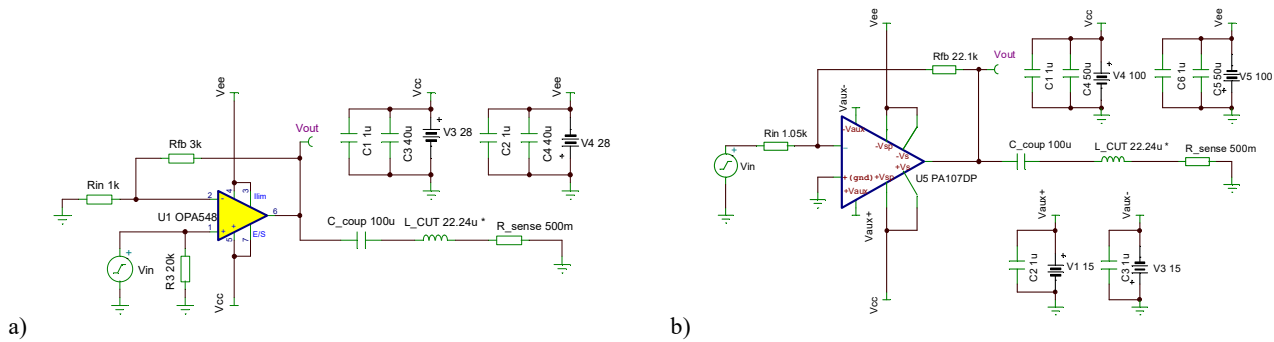 a)
Vee
Rfb 3k
Vout
Rin 1k
U1 OPA548
2
4
3
Ilim
6
1
5
7
E/S
-
+
+
Vin
R3 20k
Vcc
C_coup 100u
L_CUT 22.24u *
R_sense 500m
Vcc
C1 1u
C3 40u
+
V3 28
Vee
C2 1u
C4 40u
+
V4 28
b)
Vee
Rfb 22.1k
Vout
Vaux-
Rin 1.05k
Vin
+
-Vaux
-Vsp
-Vs
+Vs
+ (gnd) +Vsp
+Vaux
U5 PA107DP
Vaux+
Vcc
C_coup 100u
L_CUT 22.24u *
R_sense 500m
Vcc
C1 1u
C4 50u
+
V4 100
Vee
C6 1u
C5 50u
+
V5 100
Vaux+
C2 1u
+
V1 15
Vaux-
C3 1u
+
V3 15